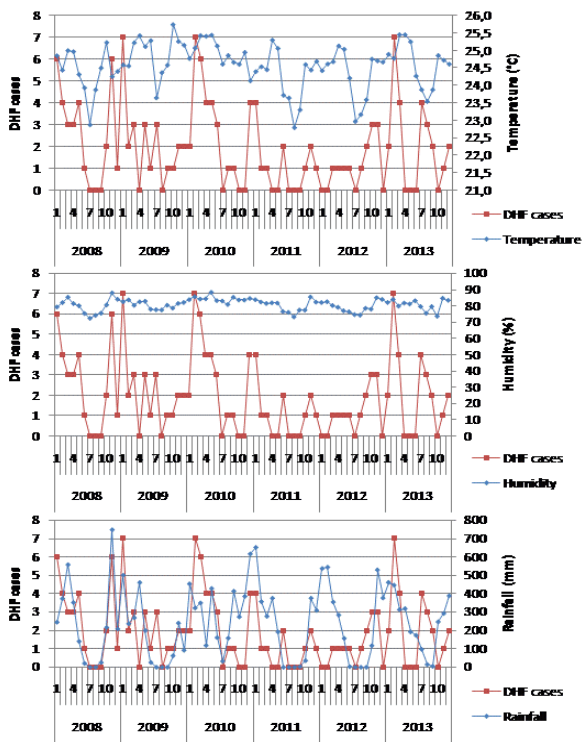 8 26,0
7 25,5
6 25,0
5 24,5
4 24,0
3 23,5
2 23,0
1 22,5
0 22,0
21,5
21,0
DHF cases
Temperature (°C)
1 4 7 10 1 4 7 10 1 4 7 10 1 4 7 10 1 4 7 10 1 4 7 10
2008 2009 2010 2011 2012 2013
DHF cases
Temperature
8 100
7 90
6 80
5 70
4 60
3 50
2 40
1 30
0 20
10
0
DHF cases
Humidity (%)
1 4 7 10 1 4 7 10 1 4 7 10 1 4 7 10 1 4 7 10 1 4 7 10
2008 2009 2010 2011 2012 2013
DHF cases
Humidity
8 800
7 700
6 600
5 500
4 400
3 300
2 200
1 100
0 0
DHF cases
Rainfall (mm)
1 4 7 10 1 4 7 10 1 4 7 10 1 4 7 10 1 4 7 10 1 4 7 10
2008 2009 2010 2011 2012 2013
DHF cases
Rainfall